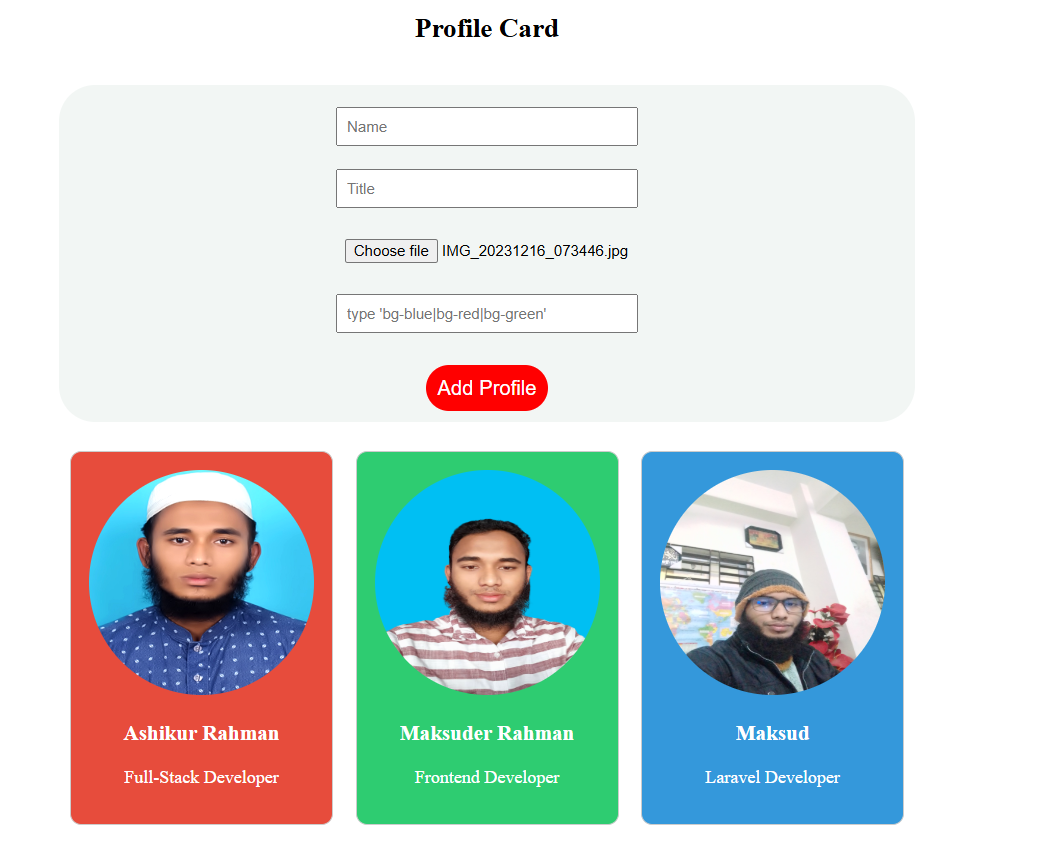 Profile Card
Name
Title
Choose file IMG_20231216_073446.jpg
type 'bg-blue|bg-red|bg-green'
Add Profile
Ashikur Rahman
Maksuder Rahman
Maksud
Full-Stack Developer
Frontend Developer
Laravel Developer